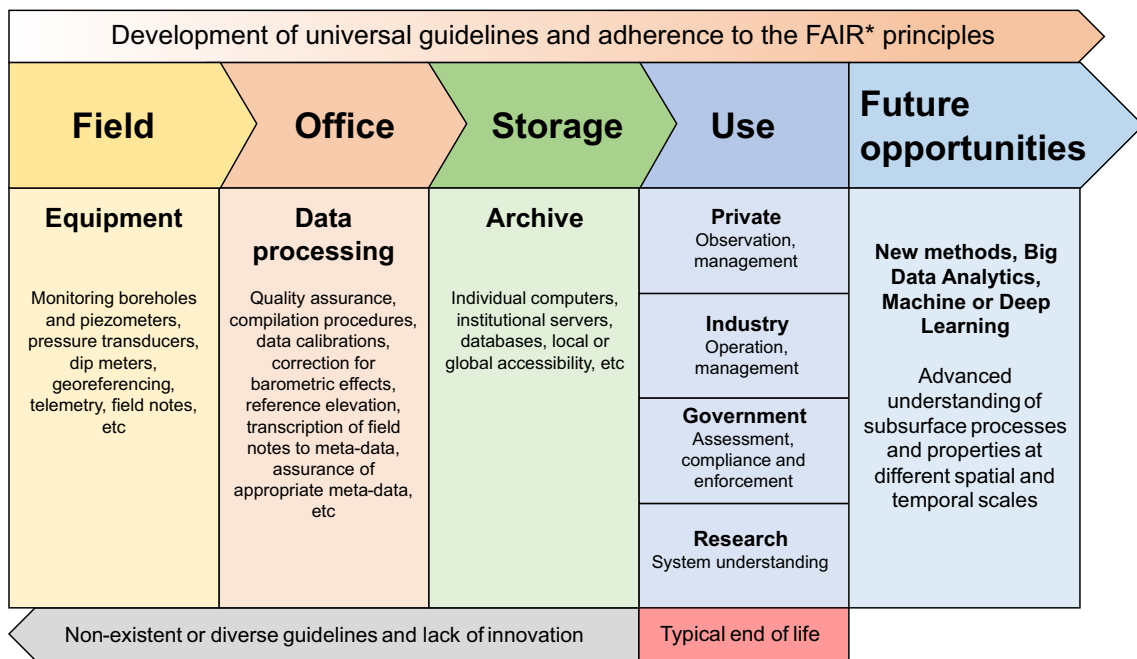 Development of universal guidelines and adherence to the FAIR* principles
Field
Office
Storage
Use
Future
opportunities
Equipment
Monitoring boreholes
and piezometers,
pressure transducers,
dip meters,
georeferencing,
telemetry, field notes,
etc
Data
processing
Quality assurance,
compilation procedures,
data calibrations,
correction for
barometric effects,
reference elevation,
transcription of field
notes to meta-data,
assurance of
appropriate meta-data,
etc
Archive
Individual computers,
institutional servers,
databases, local or
global accessibility, etc
Private
Observation,
management
Industry
Operation,
management
Government
Assessment,
compliance and
enforcement
Research
System understanding
New methods, Big
Data Analytics,
Machine or Deep
Learning
Advanced
understanding of
subsurface processes
and properties at
different spatial and
temporal scales
Non-existent or diverse guidelines and lack of innovation
Typical end of life